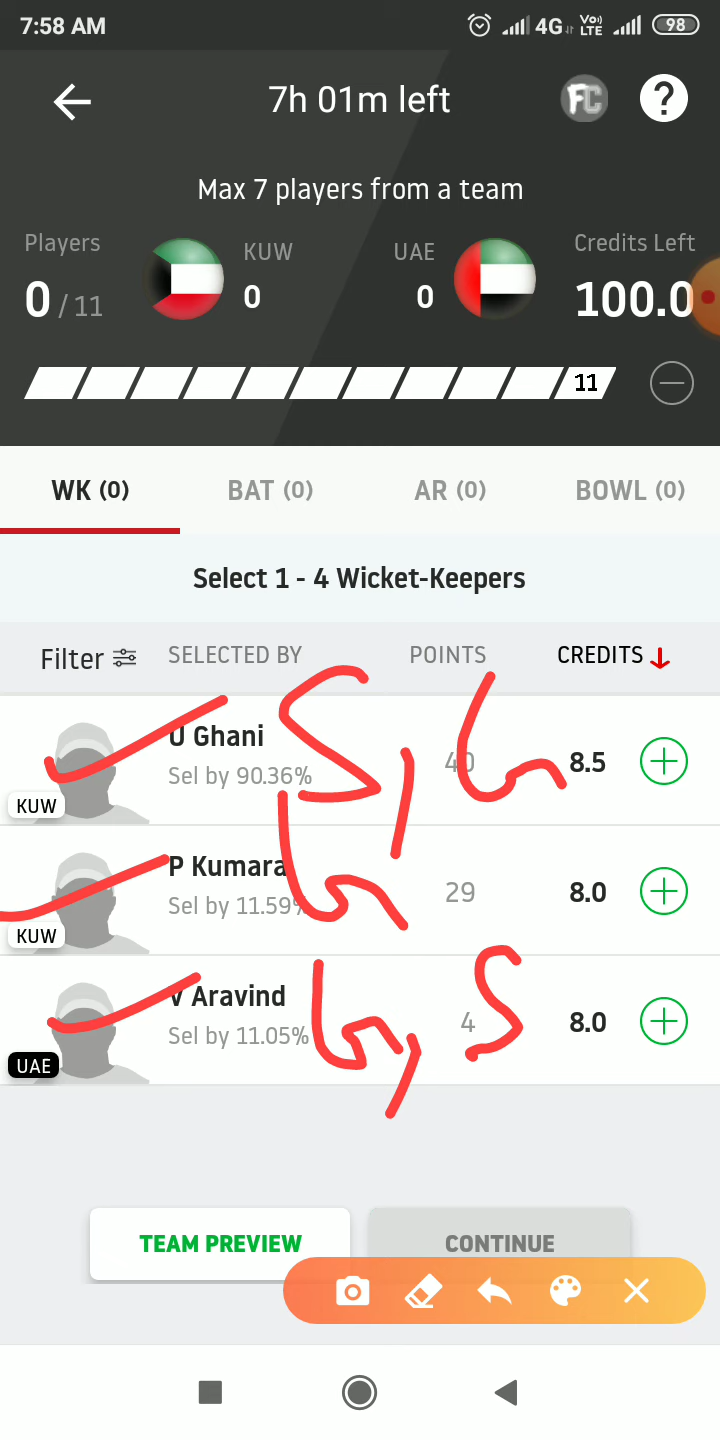 7:58 AM 4G Vo) LTE 98
7h 01m left FC ?
Max 7 players from a team
Players KUW UAE Credits Left
0 / 11 0 0 100.0
11
WK (0) BAT (0) AR (0) BOWL (0)
Select 1 - 4 Wicket-Keepers
Filter SELECTED BY POINTS CREDITS
U Ghani
Sel by 90.36% 40 8.5
KUW
P Kumara
Sel by 11.59% 29 8.0
KUW
V Aravind
Sel by 11.05% 4 8.0
UAE
TEAM PREVIEW CONTINUE